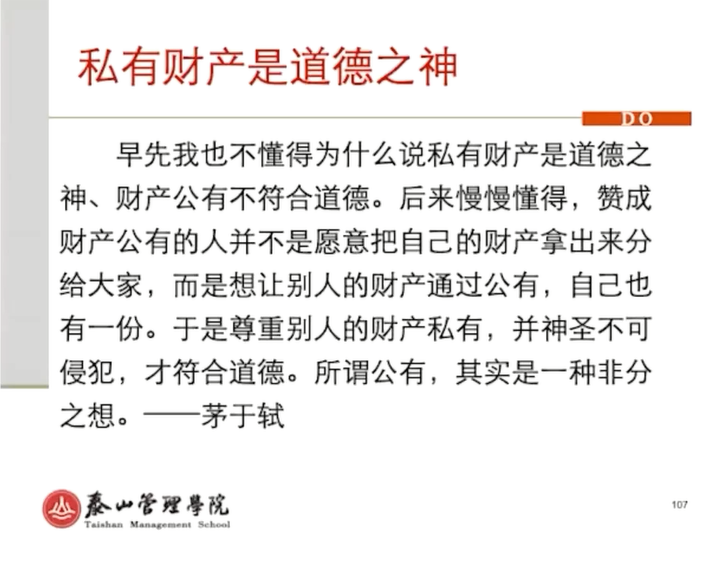 私有财产是道德之神
DO
早先我也不懂得为什么说私有财产是道德之
神、财产公有不符合道德。后来慢慢懂得，赞成
财产公有的人并不是愿意把自己的财产拿出来分
给大家，而是想让别人的财产通过公有，自己也
有一份。于是尊重别人的财产私有，并神圣不可
侵犯，才符合道德。所谓公有，其实是一种非分
之想。——茅于轼
泰山管理學院
Taishan Management School
107